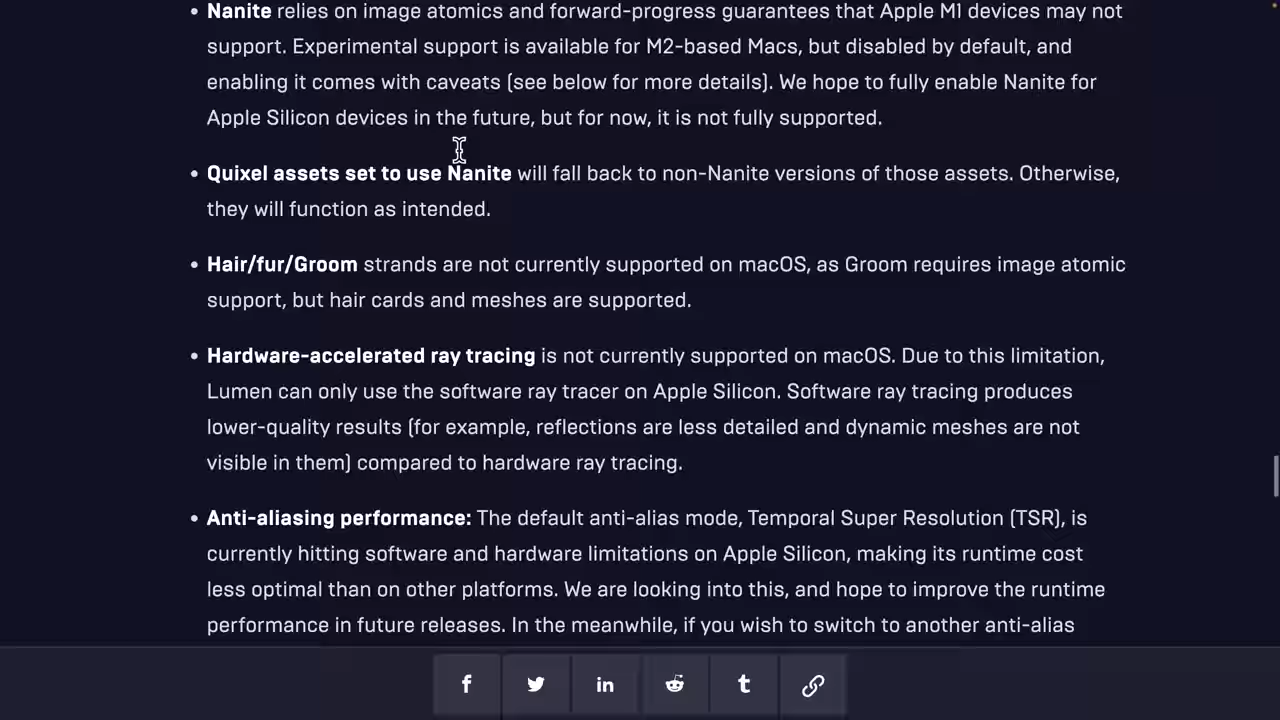 • Nanite relies on image atomics and forward-progress guarantees that Apple M1 devices may not
support. Experimental support is available for M2-based Macs, but disabled by default, and
enabling it comes with caveats (see below for more details). We hope to fully enable Nanite for
Apple Silicon devices in the future, but for now, it is not fully supported.
• Quixel assets set to use Nanite will fall back to non-Nanite versions of those assets. Otherwise,
they will function as intended.
• Hair/fur/Groom strands are not currently supported on macOS, as Groom requires image atomic
support, but hair cards and meshes are supported.
• Hardware-accelerated ray tracing is not currently supported on macOS. Due to this limitation,
Lumen can only use the software ray tracer on Apple Silicon. Software ray tracing produces
lower-quality results (for example, reflections are less detailed and dynamic meshes are not
visible in them) compared to hardware ray tracing.
• Anti-aliasing performance: The default anti-alias mode, Temporal Super Resolution (TSR), is
currently hitting software and hardware limitations on Apple Silicon, making its runtime cost
less optimal than on other platforms. We are looking into this, and hope to improve the runtime
performance in future releases. In the meanwhile, if you wish to switch to another anti-alias
f in t